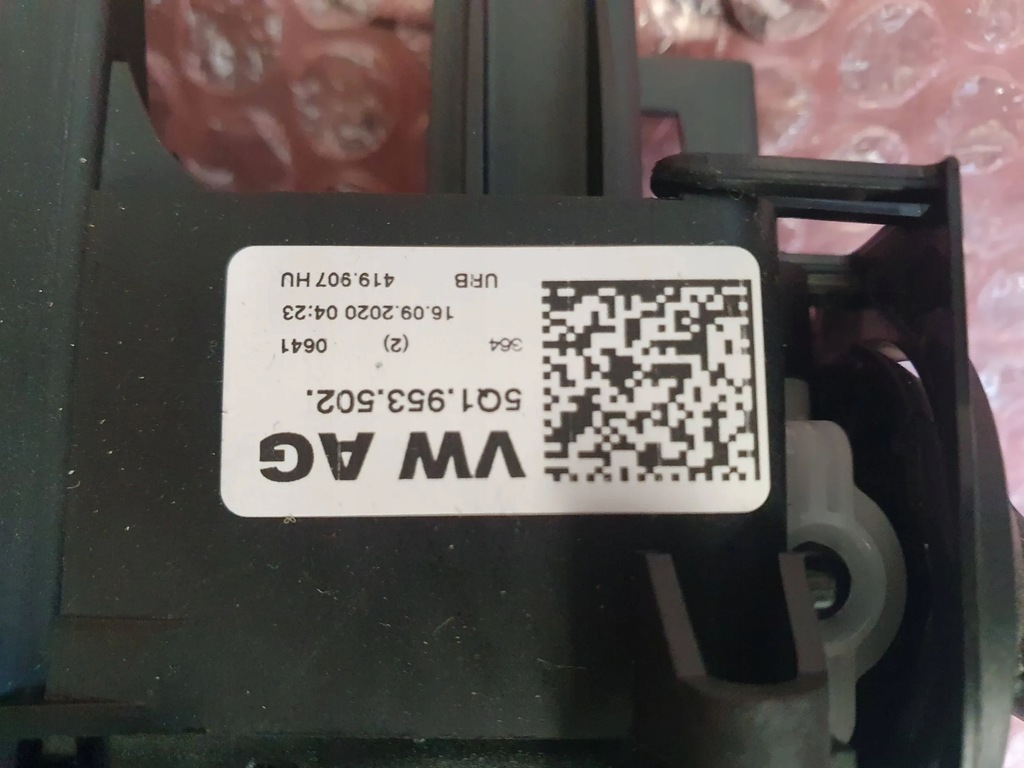 VW AG
5Q1.953.502.
364 (2) 0641
16.09.2020 04:23
URB 419.907 HU